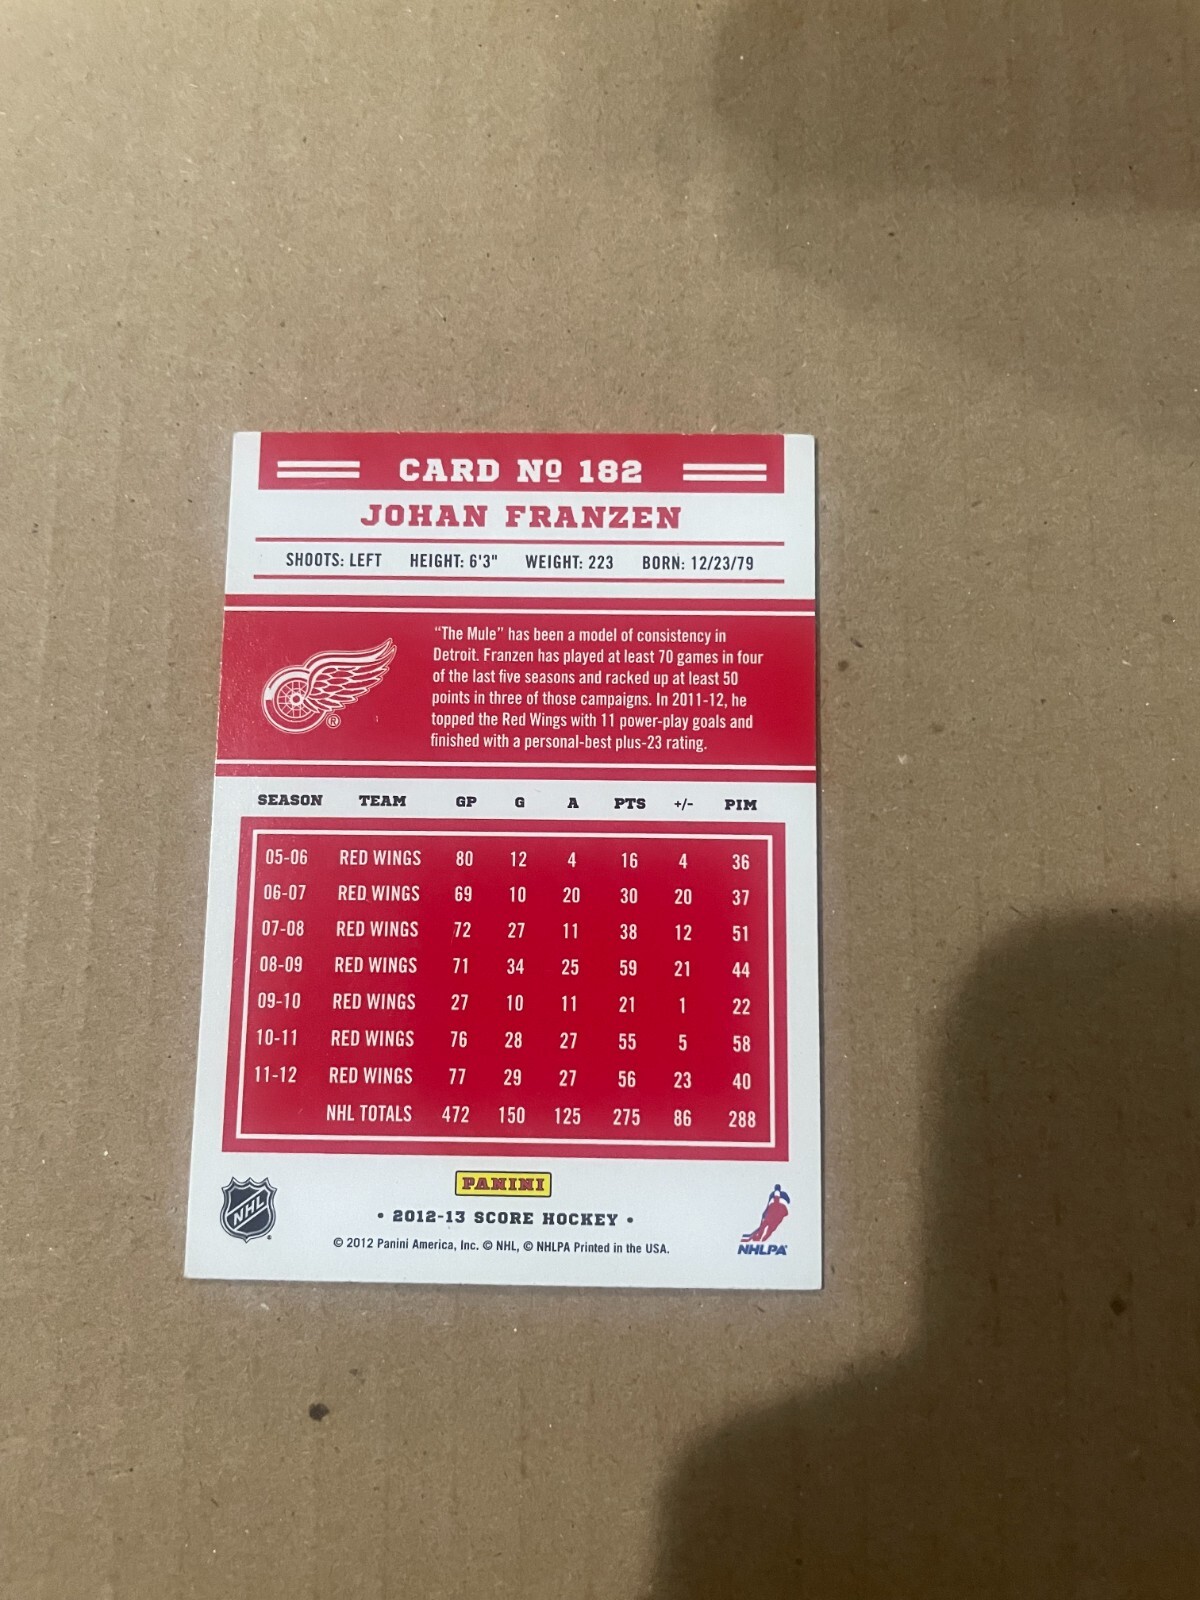 CARD Nº 182
JOHAN FRANZEN
SHOOTS: LEFT HEIGHT: 6'3" WEIGHT: 223 BORN: 12/23/79
"The Mule" has been a model of consistency in
Detroit. Franzen has played at least 70 games in four
of the last five seasons and racked up at least 50
points in three of those campaigns. In 2011-12, he
topped the Red Wings with 11 power-play goals and
finished with a personal-best plus-23 rating.
®
SEASON TEAM GP G A PTS +/- PIM
05-06 RED WINGS 80 12 4 16 4 36
06-07 RED WINGS 69 10 20 30 20 37
07-08 RED WINGS 72 27 11 38 12 51
08-09 RED WINGS 71 34 25 59 21 44
09-10 RED WINGS 27 10 11 21 1 22
10-11 RED WINGS 76 28 27 55 5 58
11-12 RED WINGS 77 29 27 56 23 40
NHL TOTALS 472 150 125 275 86 288
NHL
PANINI
• 2012-13 SCORE HOCKEY •
© 2012 Panini America, Inc. © NHL, © NHLPA Printed in the USA.
NHLPA